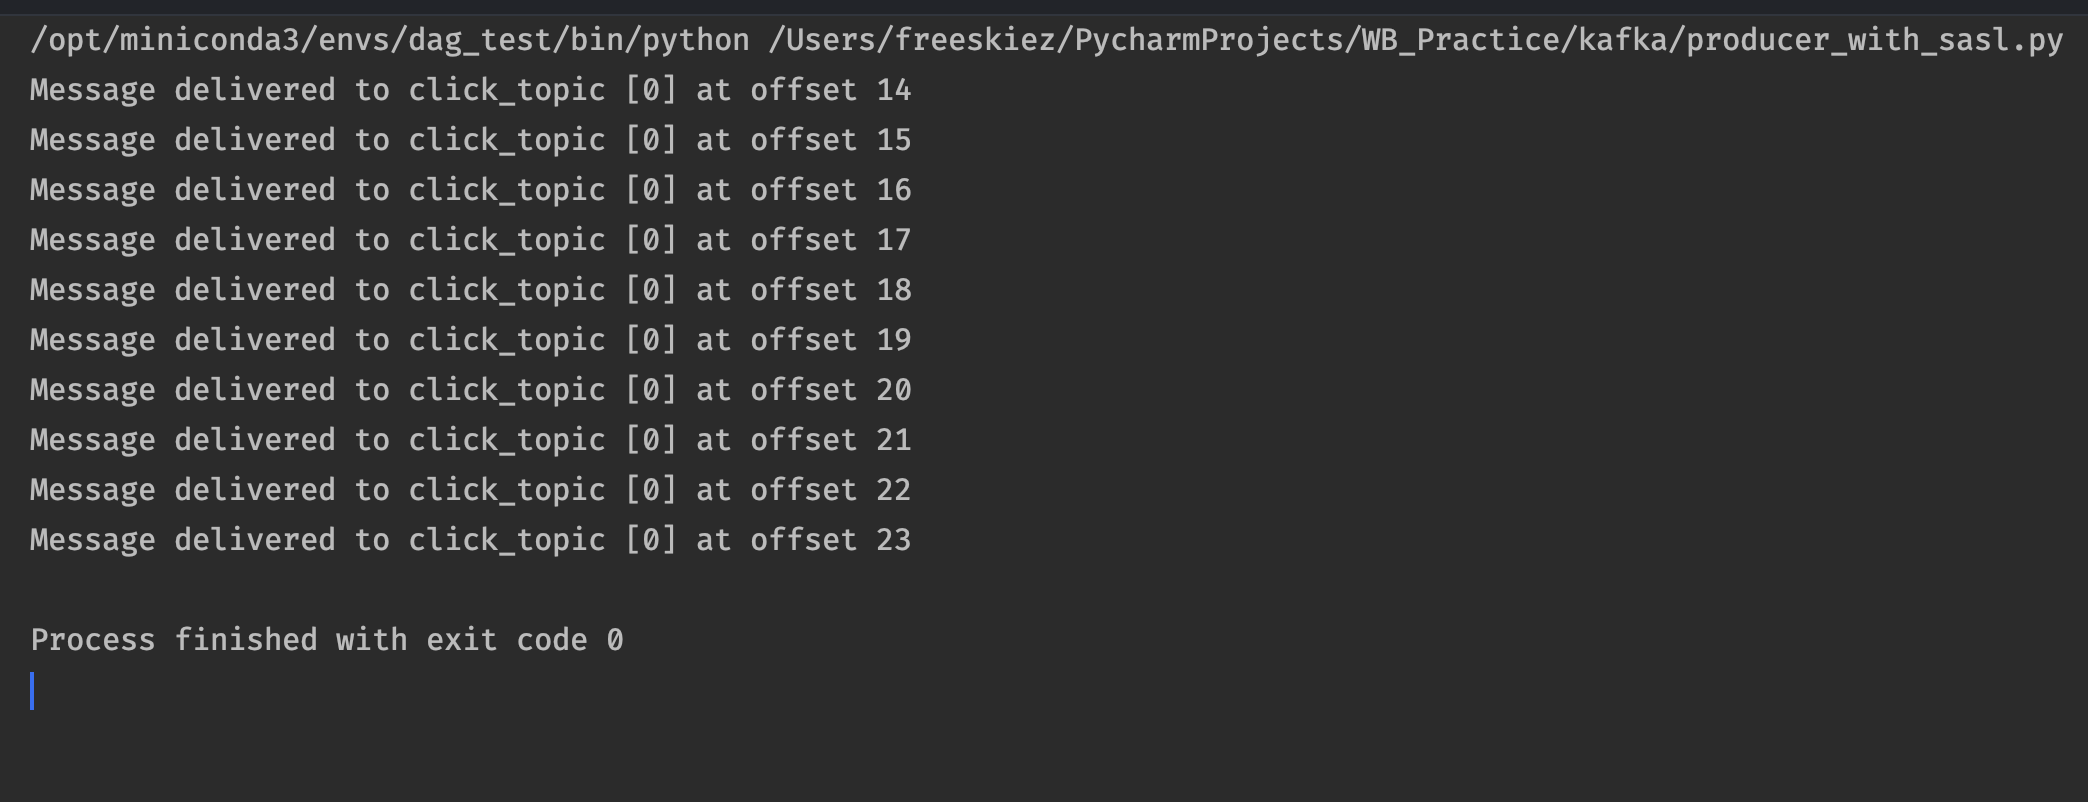 /opt/miniconda3/envs/dag_test/bin/python /Users/freeskiez/PycharmProjects/WB_Practice/kafka/producer_with_sasl.py
Message delivered to click_topic [0] at offset 14
Message delivered to click_topic [0] at offset 15
Message delivered to click_topic [0] at offset 16
Message delivered to click_topic [0] at offset 17
Message delivered to click_topic [0] at offset 18
Message delivered to click_topic [0] at offset 19
Message delivered to click_topic [0] at offset 20
Message delivered to click_topic [0] at offset 21
Message delivered to click_topic [0] at offset 22
Message delivered to click_topic [0] at offset 23
Process finished with exit code 0